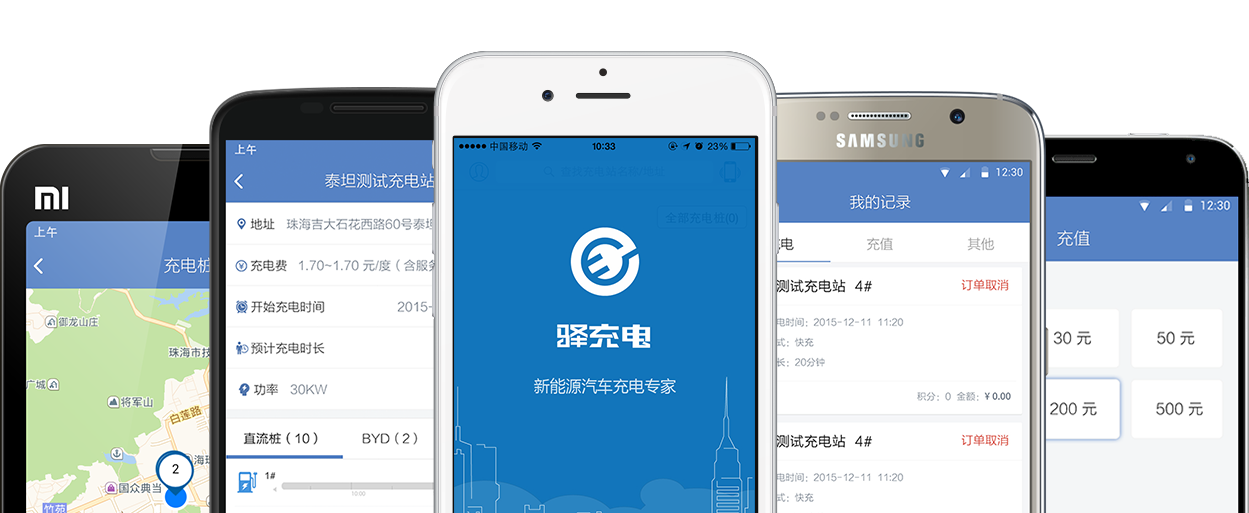 上午
充电桩
御龙山庄
珠海市技
广城
将军山
白莲路
2
国众典当
竹苑
上午
泰坦测试充电站
地址 珠海吉大石花西路60号泰坦
充电费 1.70~1.70 元/度（含服务
开始充电时间 2015-
预计充电时长
功率 30KW
直流桩（10） BYD（2）
1#
10:00
中国移动 10:33 23%
全部充电桩(0)
驿充电
新能源汽车充电专家
SAMSUNG
12:30
我的记录
电 充值 其他
测试充电站 4# 订单取消
电时间：2015-12-11 11:20
式：快充
长：20分钟
积分：0 金额：¥ 0.00
测试充电站 4# 订单取消
电时间：2015-12-11 11:20
式：快充
12:30
充值
30 元 50 元
200 元 500 元